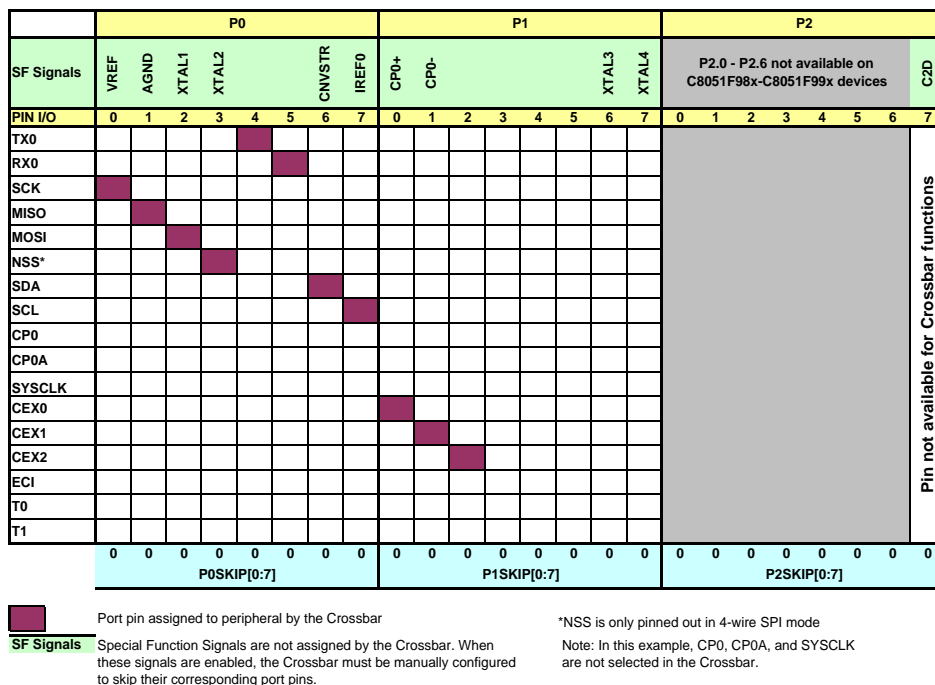 P0 P1 P2
SF Signals VREF AGND XTAL1 XTAL2 CNVSTR IREF0 CP0+ CP0- XTAL3 XTAL4 P2.0 - P2.6 not available on C2D
C8051F98x-C8051F99x devices
PIN I/O 0 1 2 3 4 5 6 7 0 1 2 3 4 5 6 7 0 1 2 3 4 5 6 7
TX0
RX0
SCK
MISO
MOSI
NSS*
SDA
SCL
CP0
CP0A
SYSCLK
CEX0
CEX1
CEX2
ECI
T0
T1
Pin not available for Crossbar functions
0 0 0 0 0 0 0 0 0 0 0 0 0 0 0 0 0 0 0 0 0 0 0 0
P0SKIP[0:7] P1SKIP[0:7] P2SKIP[0:7]
Port pin assigned to peripheral by the Crossbar
SF Signals Special Function Signals are not assigned by the Crossbar. When
these signals are enabled, the Crossbar must be manually configured
to skip their corresponding port pins.
*NSS is only pinned out in 4-wire SPI mode
Note: In this example, CP0, CP0A, and SYSCLK
are not selected in the Crossbar.